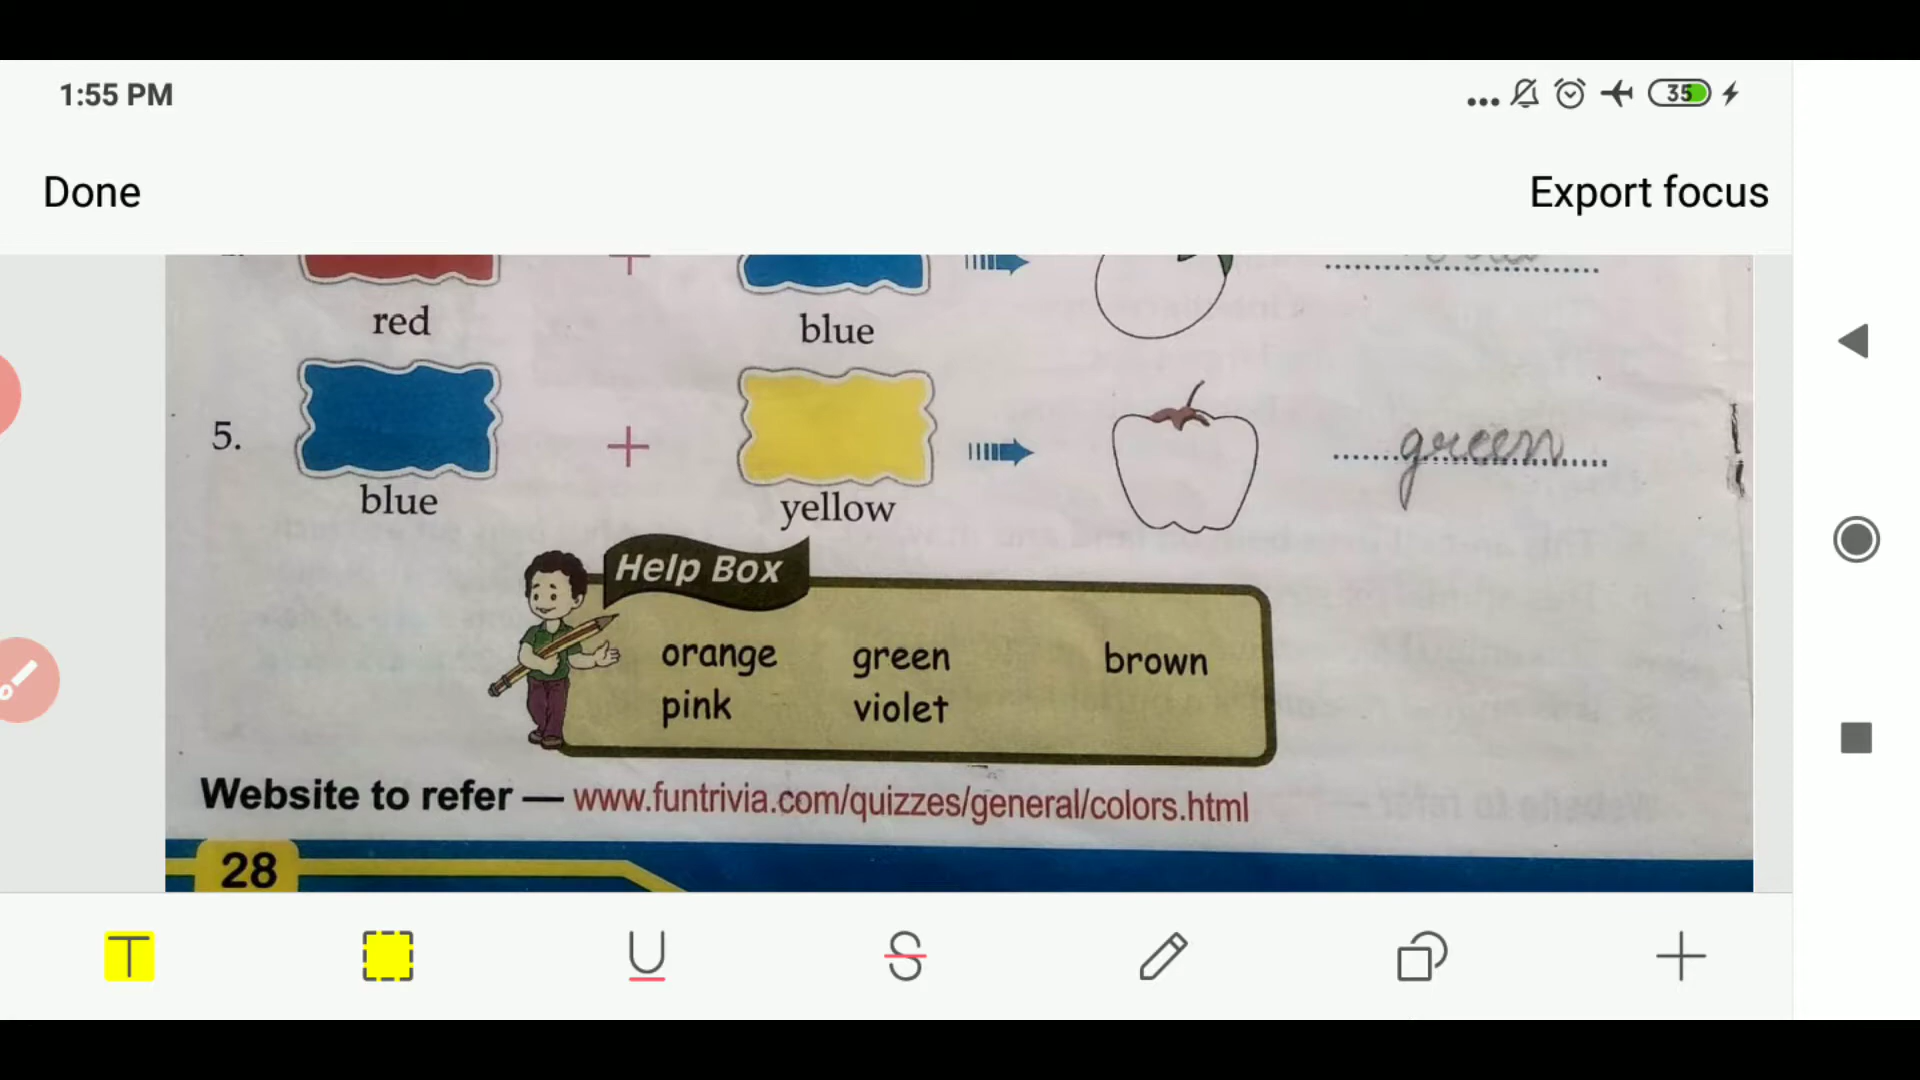 1:55 PM
35
Done
Export focus
red
blue
5.
green
blue
yellow
Help Box
orange green brown
pink violet
Website to refer — www.funtrivia.com/quizzes/general/colors.html
28